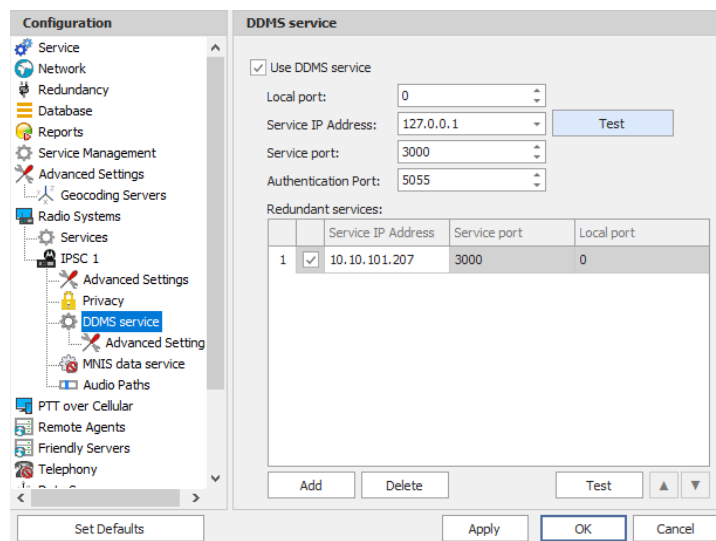 Configuration
Service
Network
Redundancy
Database
Reports
Service Management
Advanced Settings
Geocoding Servers
Radio Systems
Services
IPSC 1
Advanced Settings
Privacy
DDMS service
Advanced Setting
MNIS data service
Audio Paths
PTT over Cellular
Remote Agents
Friendly Servers
Telephony
Set Defaults
DDMS service
Use DDMS service
Local port: 0
Service IP Address: 127.0.0.1 Test
Service port: 3000
Authentication Port: 5055
Redundant services:
Service IP Address Service port Local port
1 10.10.101.207 3000 0
Add Delete Test
Apply OK Cancel